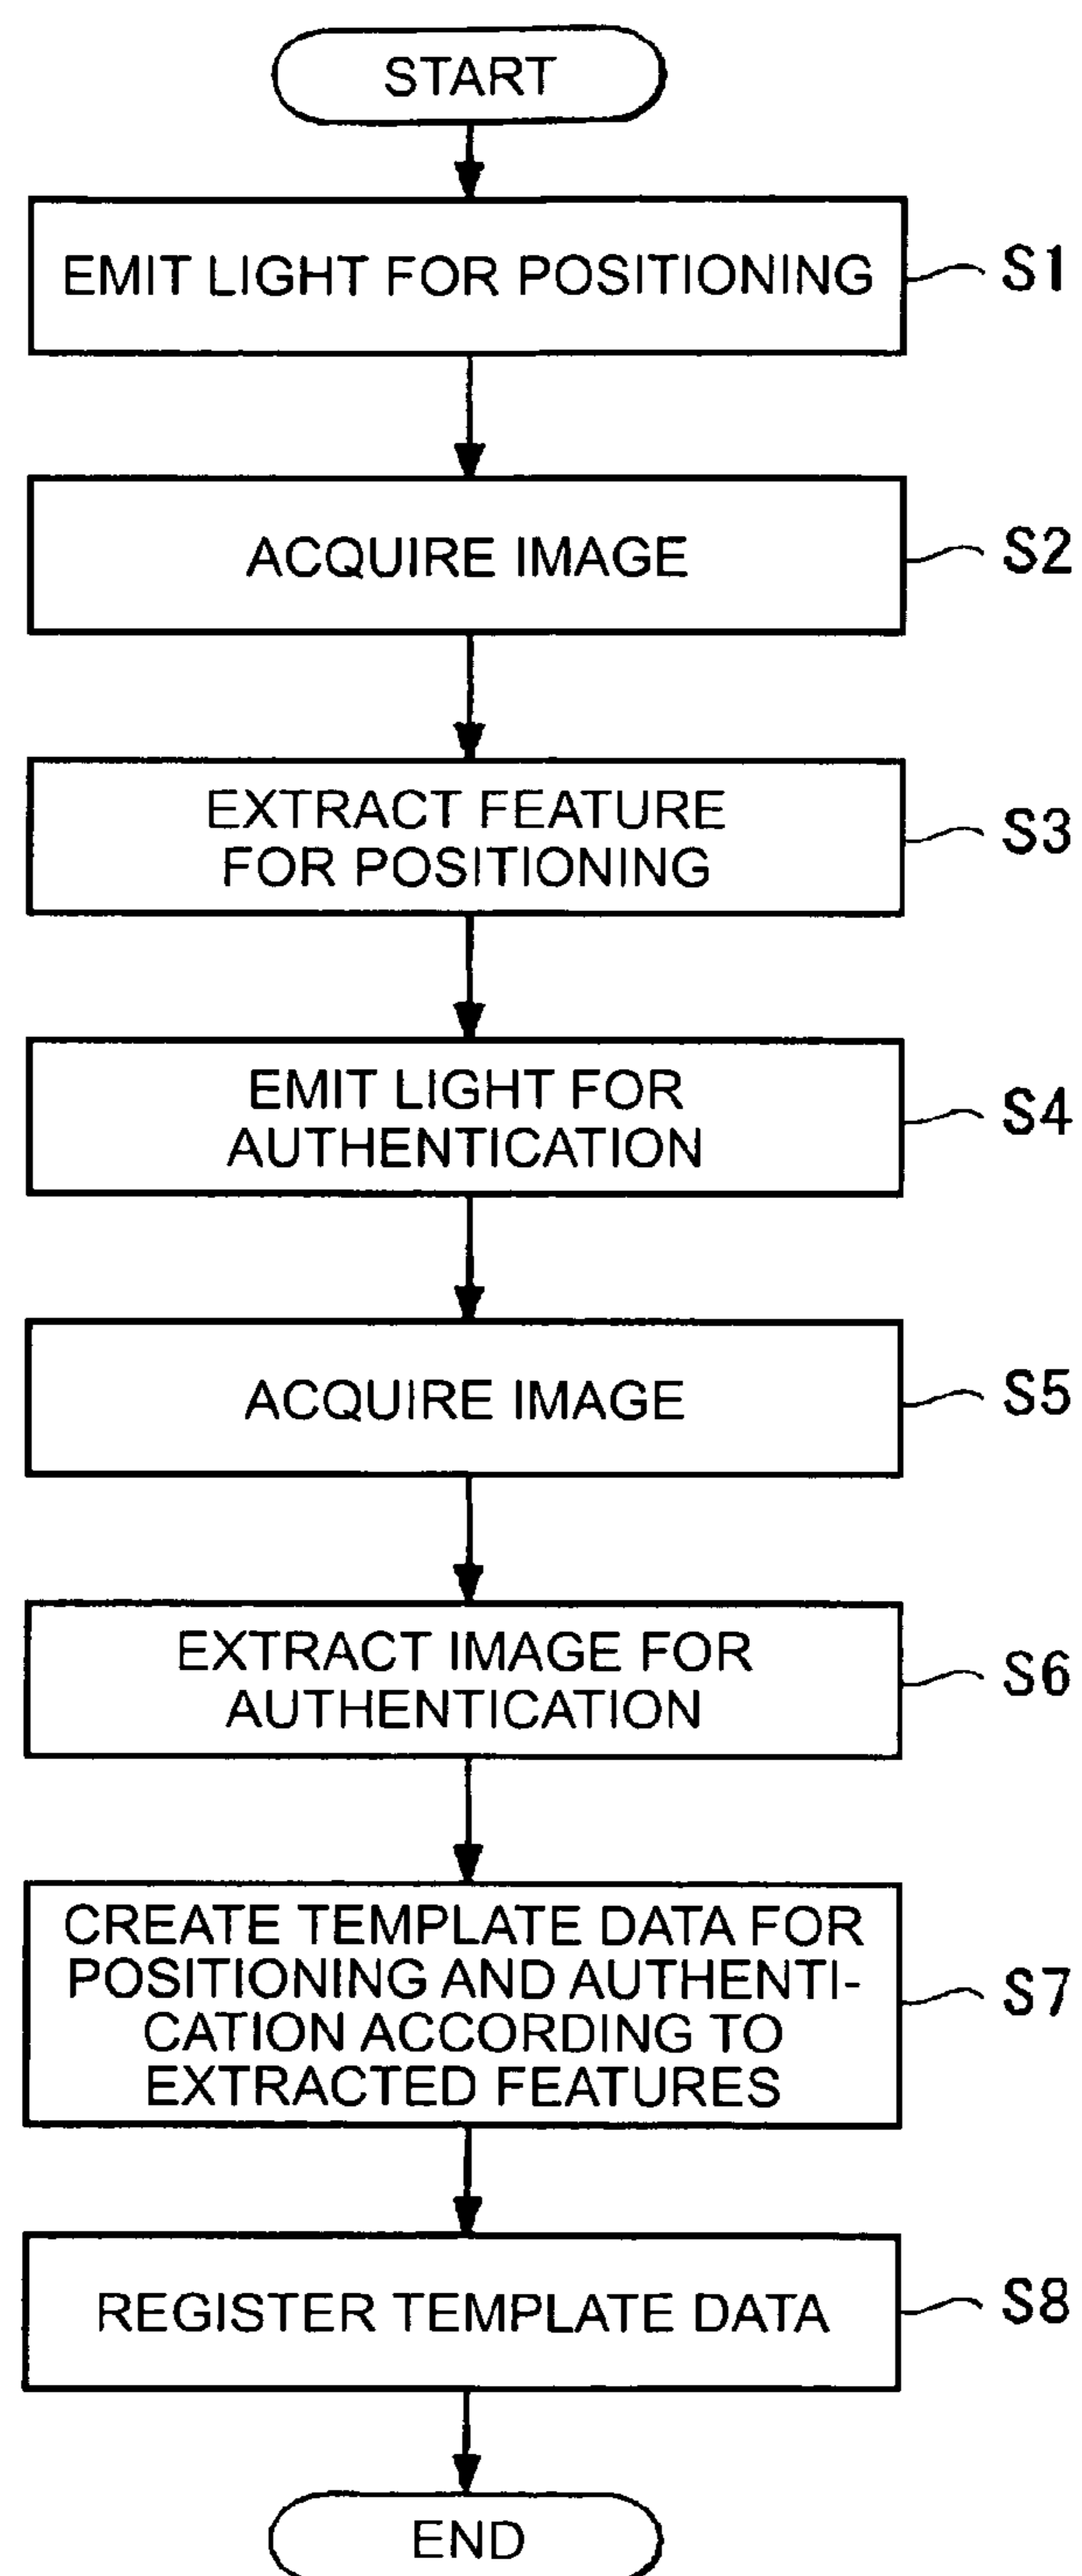 START
EMIT LIGHT FOR POSITIONING
S1
ACQUIRE IMAGE
S2
EXTRACT FEATURE
FOR POSITIONING
S3
EMIT LIGHT FOR
AUTHENTICATION
S4
ACQUIRE IMAGE
S5
EXTRACT IMAGE FOR
AUTHENTICATION
S6
CREATE TEMPLATE DATA FOR
POSITIONING AND AUTHENTI-
CATION ACCORDING TO
EXTRACTED FEATURES
S7
REGISTER TEMPLATE DATA
S8
END